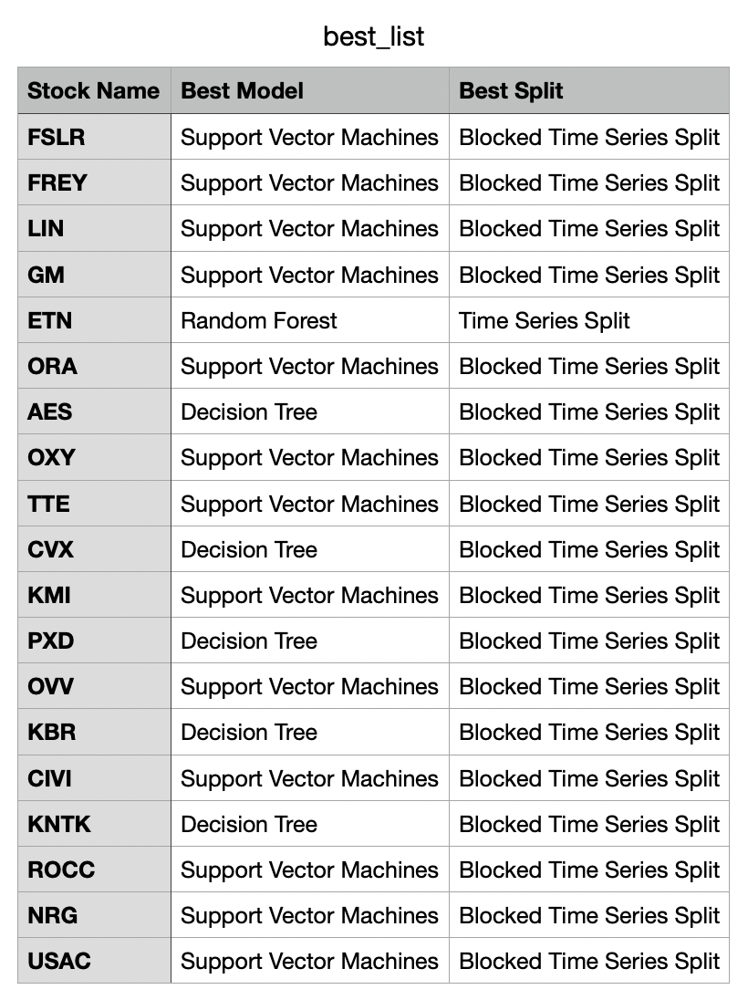 best_list
Stock Name Best Model Best Split
FSLR Support Vector Machines Blocked Time Series Split
FREY Support Vector Machines Blocked Time Series Split
LIN Support Vector Machines Blocked Time Series Split
GM Support Vector Machines Blocked Time Series Split
ETN Random Forest Time Series Split
ORA Support Vector Machines Blocked Time Series Split
AES Decision Tree Blocked Time Series Split
OXY Support Vector Machines Blocked Time Series Split
TTE Support Vector Machines Blocked Time Series Split
CVX Decision Tree Blocked Time Series Split
KMI Support Vector Machines Blocked Time Series Split
PXD Decision Tree Blocked Time Series Split
OVV Support Vector Machines Blocked Time Series Split
KBR Decision Tree Blocked Time Series Split
CIVI Support Vector Machines Blocked Time Series Split
KNTK Decision Tree Blocked Time Series Split
ROCC Support Vector Machines Blocked Time Series Split
NRG Support Vector Machines Blocked Time Series Split
USAC Support Vector Machines Blocked Time Series Split